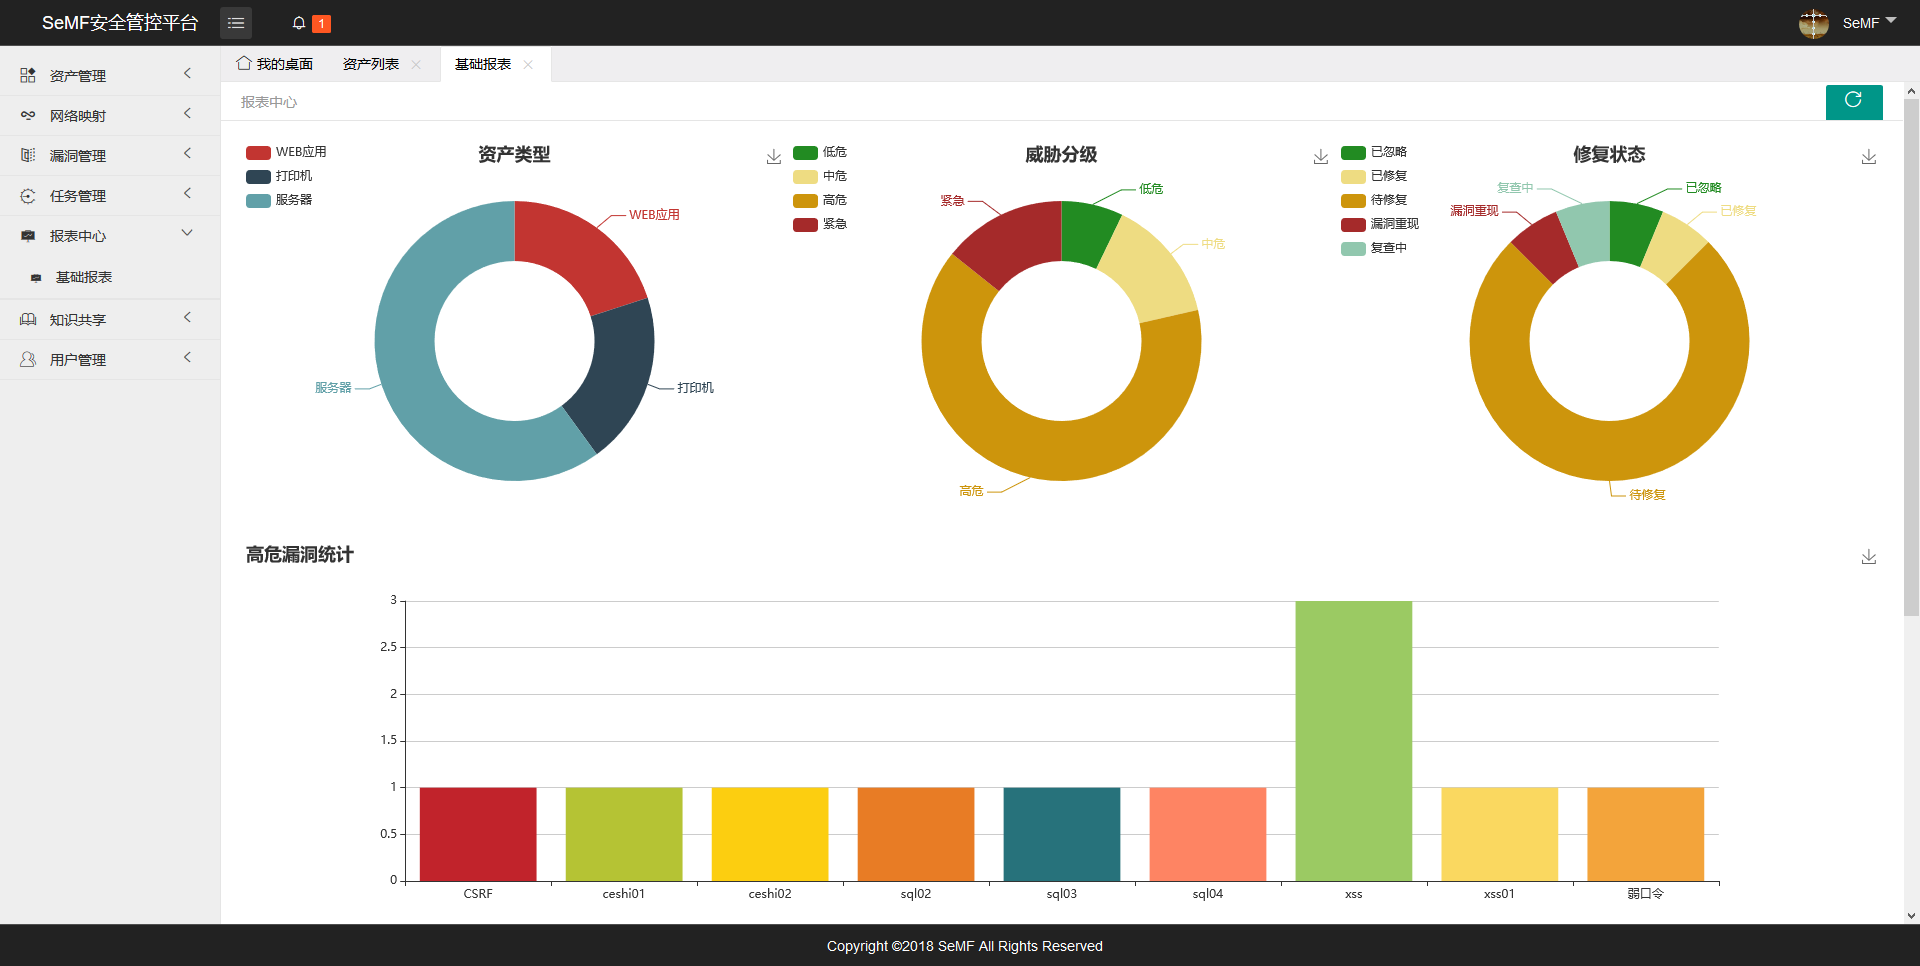 SeMF安全管控平台
1
SeMF
资产管理
网络映射
漏洞管理
任务管理
报表中心
基础报表
知识共享
用户管理
我的桌面
资产列表
基础报表
报表中心
WEB应用
打印机
服务器
资产类型
WEB应用
打印机
服务器
低危
中危
高危
紧急
威胁分级
紧急
低危
中危
高危
已忽略
已修复
待修复
漏洞重现
复查中
修复状态
复查中
已忽略
漏洞重现
已修复
待修复
高危漏洞统计
3
2.5
2
1.5
1
0.5
0
CSRF
ceshi01
ceshi02
sql02
sql03
sql04
xss
xss01
弱口令
Copyright ©2018 SeMF All Rights Reserved